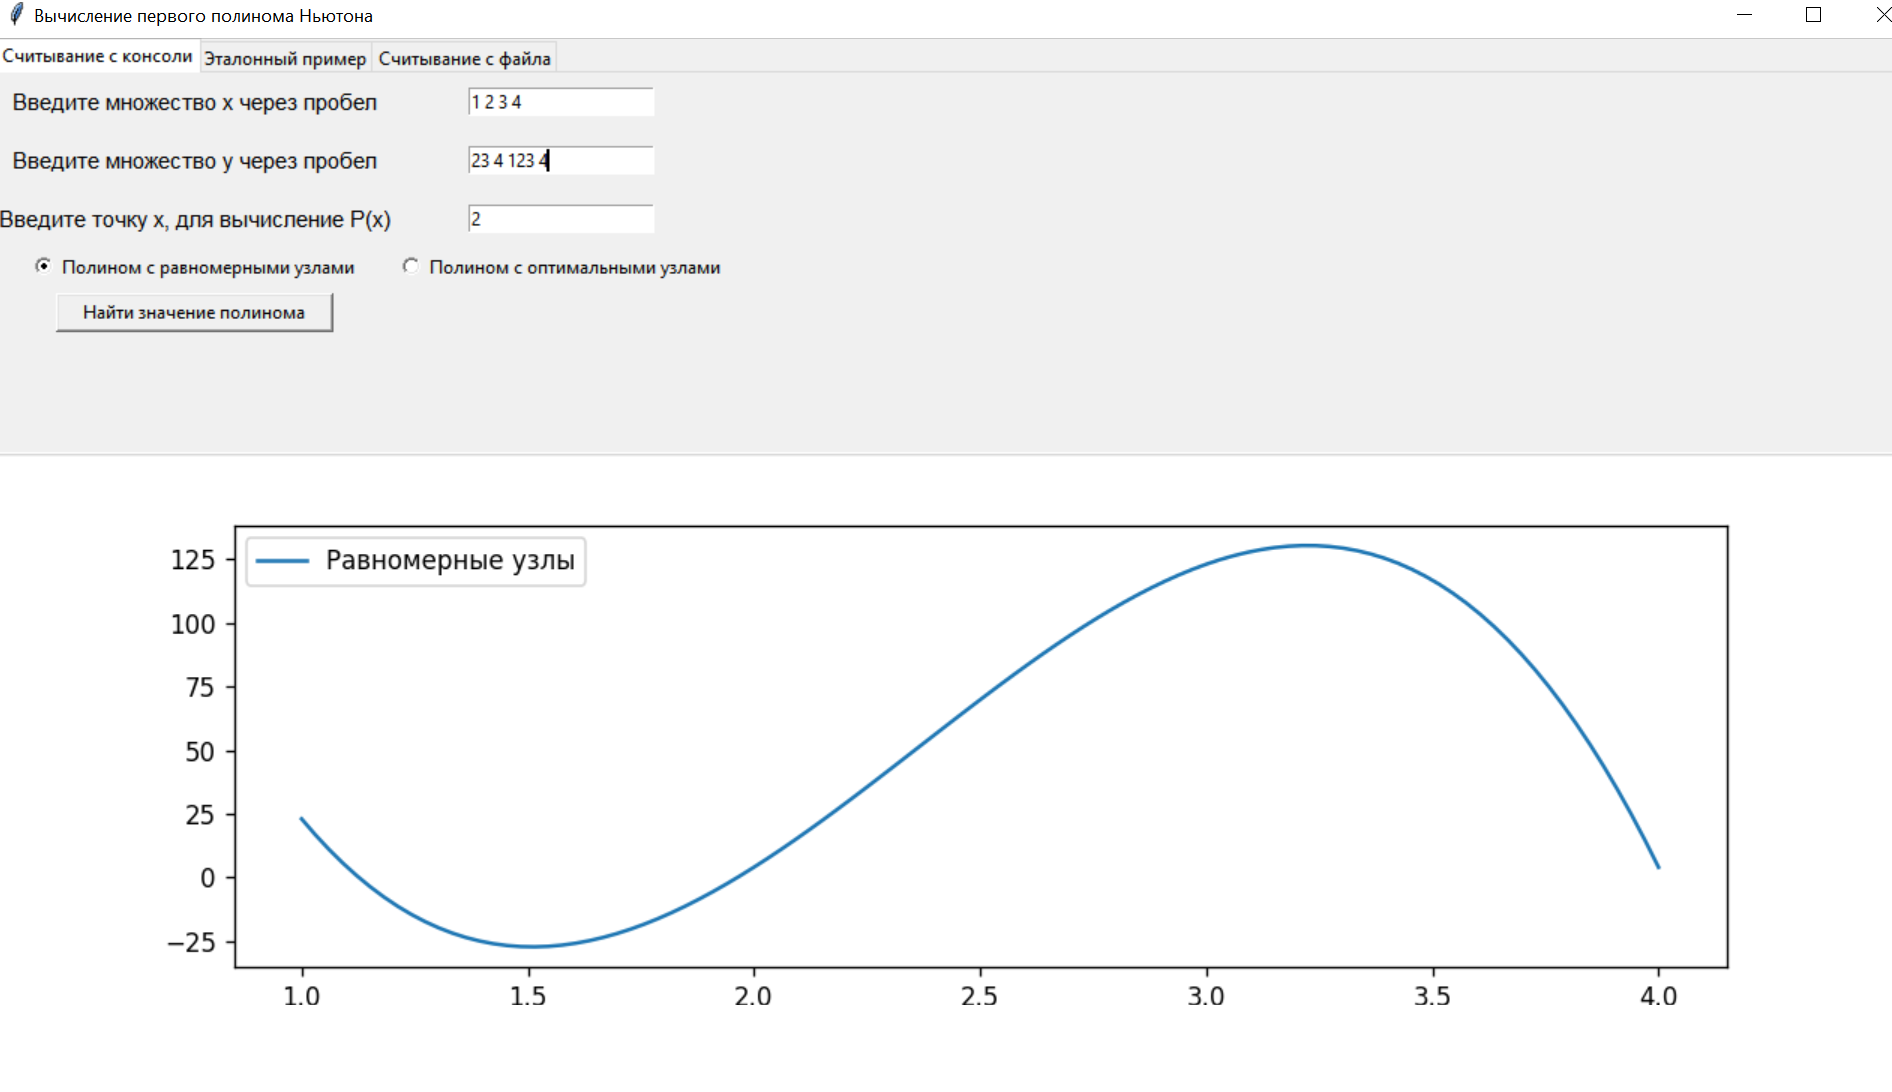 Вычисление первого полинома Ньютона
Считывание с консоли Эталонный пример Считывание с файла
Введите множество x через пробел 1 2 3 4
Введите множество y через пробел 23 4 123 4
Введите точку x, для вычисление P(x) 2
Полином с равномерными узлами Полином с оптимальными узлами
Найти значение полинома
Равномерные узлы
125
100
75
50
25
0
−25
1.0 1.5 2.0 2.5 3.0 3.5 4.0